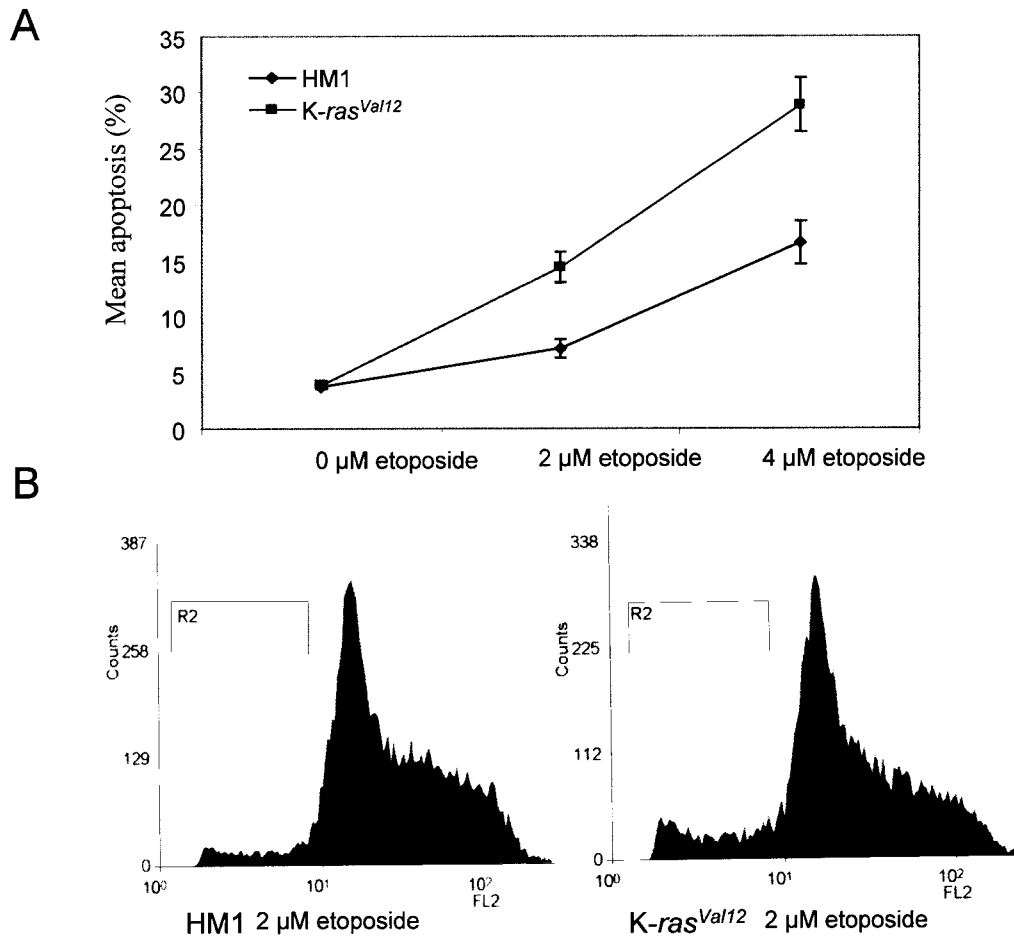 A
35
30
25
20
15
10
5
0
Mean apoptosis (%)
HM1
K-rasVal12
0 µM etoposide 2 µM etoposide 4 µM etoposide
B
387
258
129
0
Counts
R2
10⁰ 10¹ 10²
FL2
HM1 2 µM etoposide
338
225
112
0
Counts
R2
10⁰ 10¹ 10²
FL2
K-rasVal12 2 µM etoposide